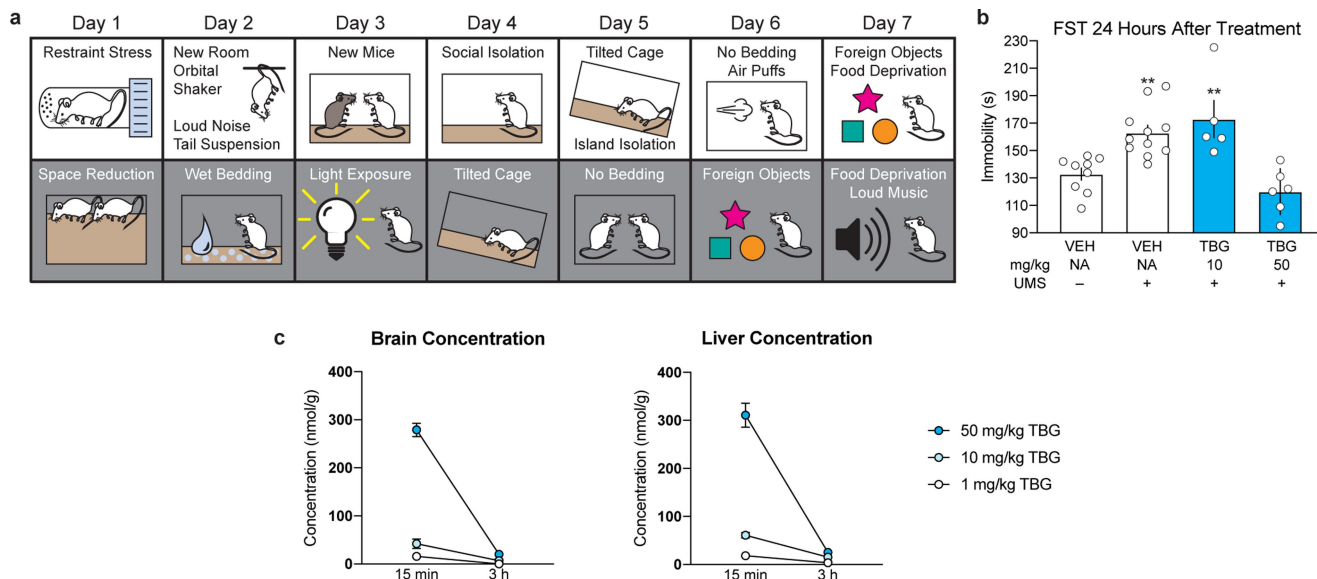 a
Day 1 Day 2 Day 3 Day 4 Day 5 Day 6 Day 7
Restraint Stress
New Room
Orbital
Shaker
Loud Noise
Tail Suspension
New Mice
Social Isolation
Tilted Cage
Island Isolation
No Bedding
Air Puffs
Foreign Objects
Food Deprivation
Space Reduction
Wet Bedding
Light Exposure
Tilted Cage
No Bedding
Foreign Objects
Food Deprivation
Loud Music
b
FST 24 Hours After Treatment
Immobility (s)
230
210
190
170
150
130
110
90
** **
VEH VEH TBG TBG
mg/kg NA NA 10 50
UMS – + + +
c
Brain Concentration
Concentration (nmol/g)
400
300
200
100
0
15 min 3 h
Liver Concentration
Concentration (nmol/g)
400
300
200
100
0
15 min 3 h
50 mg/kg TBG
10 mg/kg TBG
1 mg/kg TBG